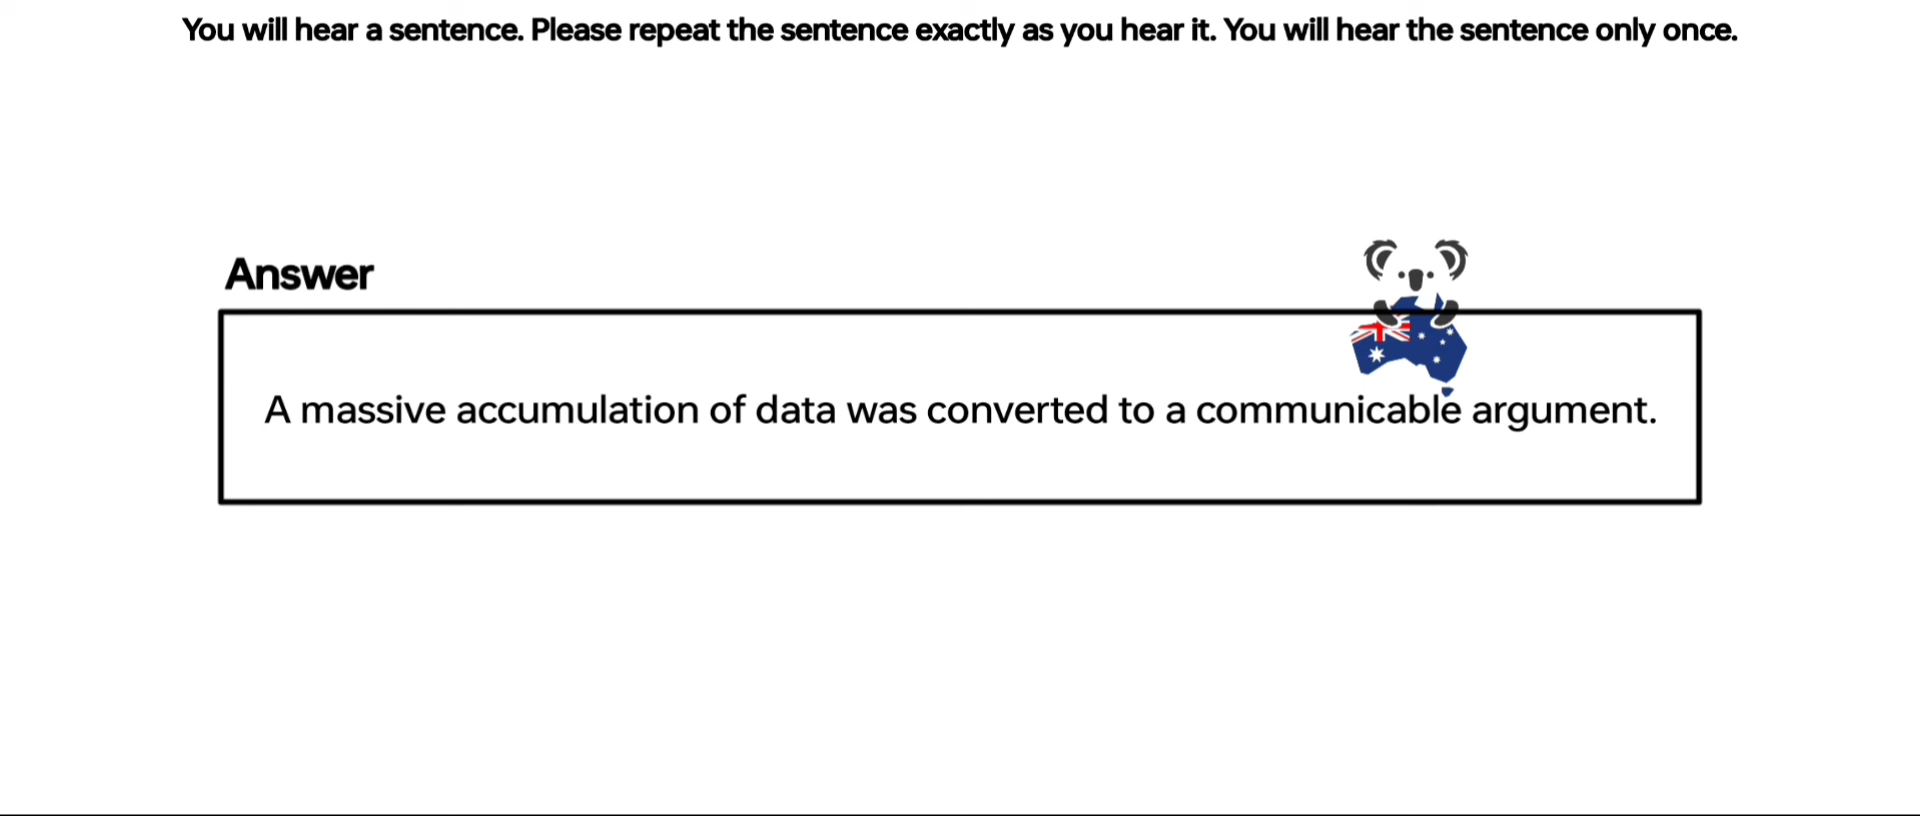 You will hear a sentence. Please repeat the sentence exactly as you hear it. You will hear the sentence only once.
Answer
A massive accumulation of data was converted to a communicable argument.